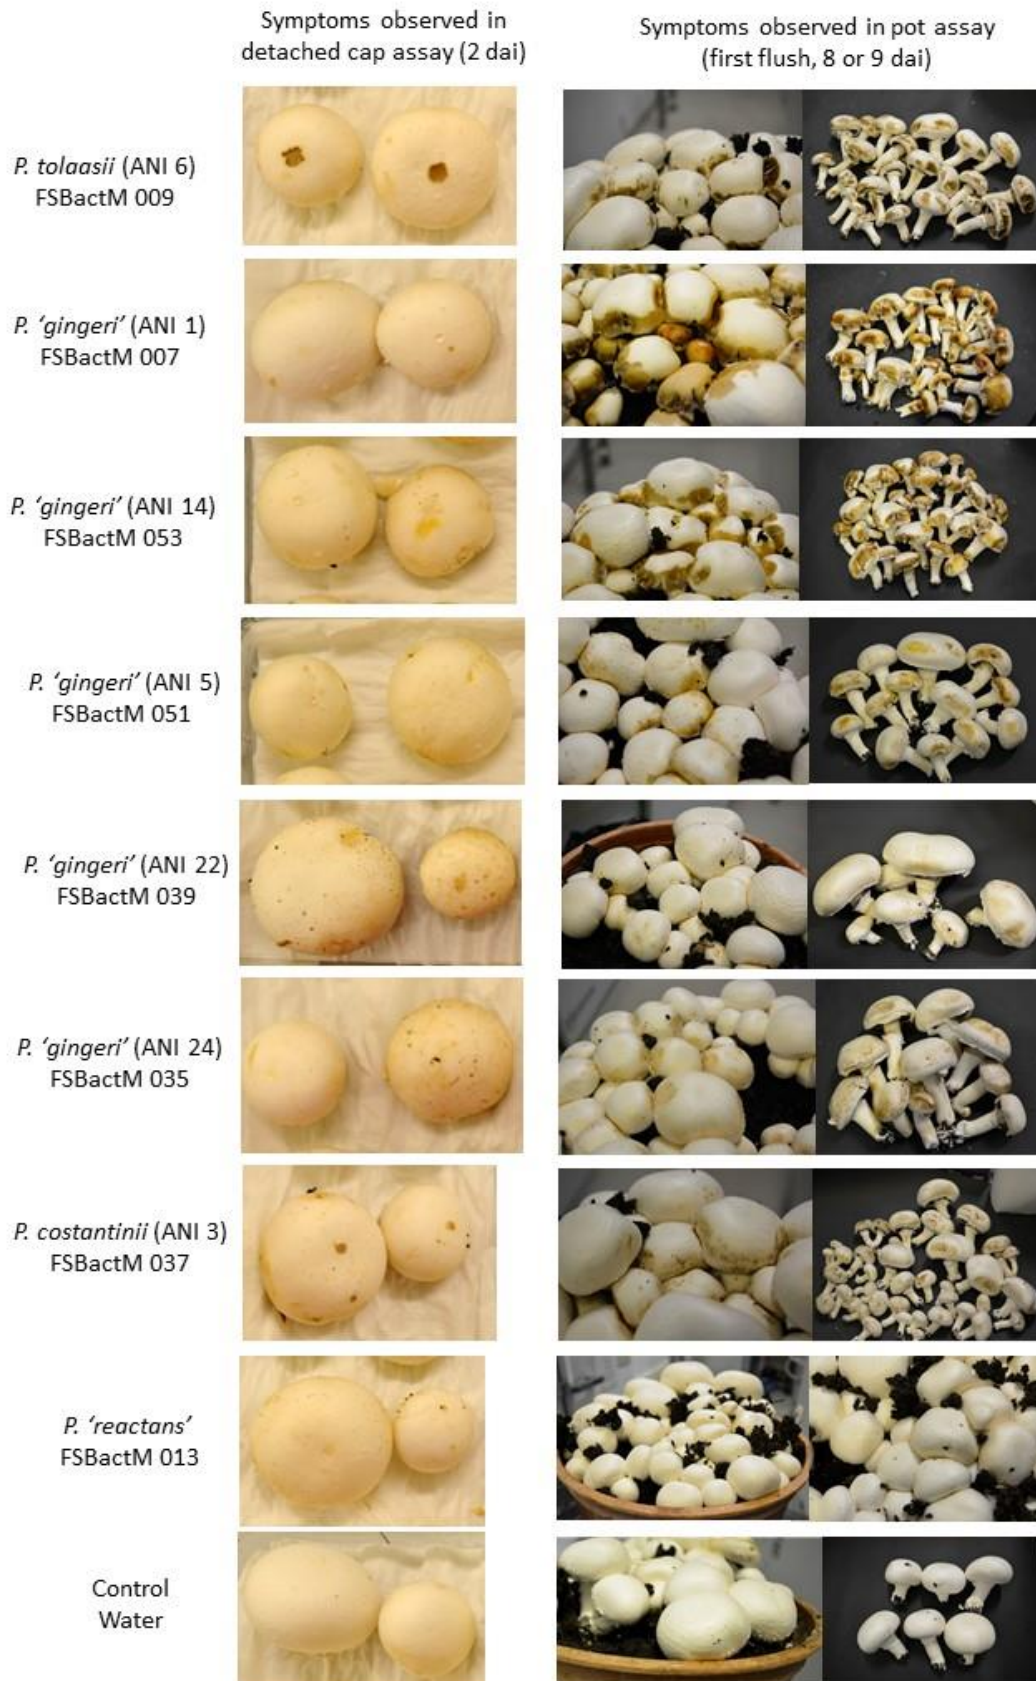 Symptoms observed in
detached cap assay (2 dai)
Symptoms observed in pot assay
(first flush, 8 or 9 dai)
P. tolaasii (ANI 6)
FSBactM 009
P. ‘gingeri’ (ANI 1)
FSBactM 007
P. ‘gingeri’ (ANI 14)
FSBactM 053
P. ‘gingeri’ (ANI 5)
FSBactM 051
P. ‘gingeri’ (ANI 22)
FSBactM 039
P. ‘gingeri’ (ANI 24)
FSBactM 035
P. costantinii (ANI 3)
FSBactM 037
P. ‘reactans’
FSBactM 013
Control
Water